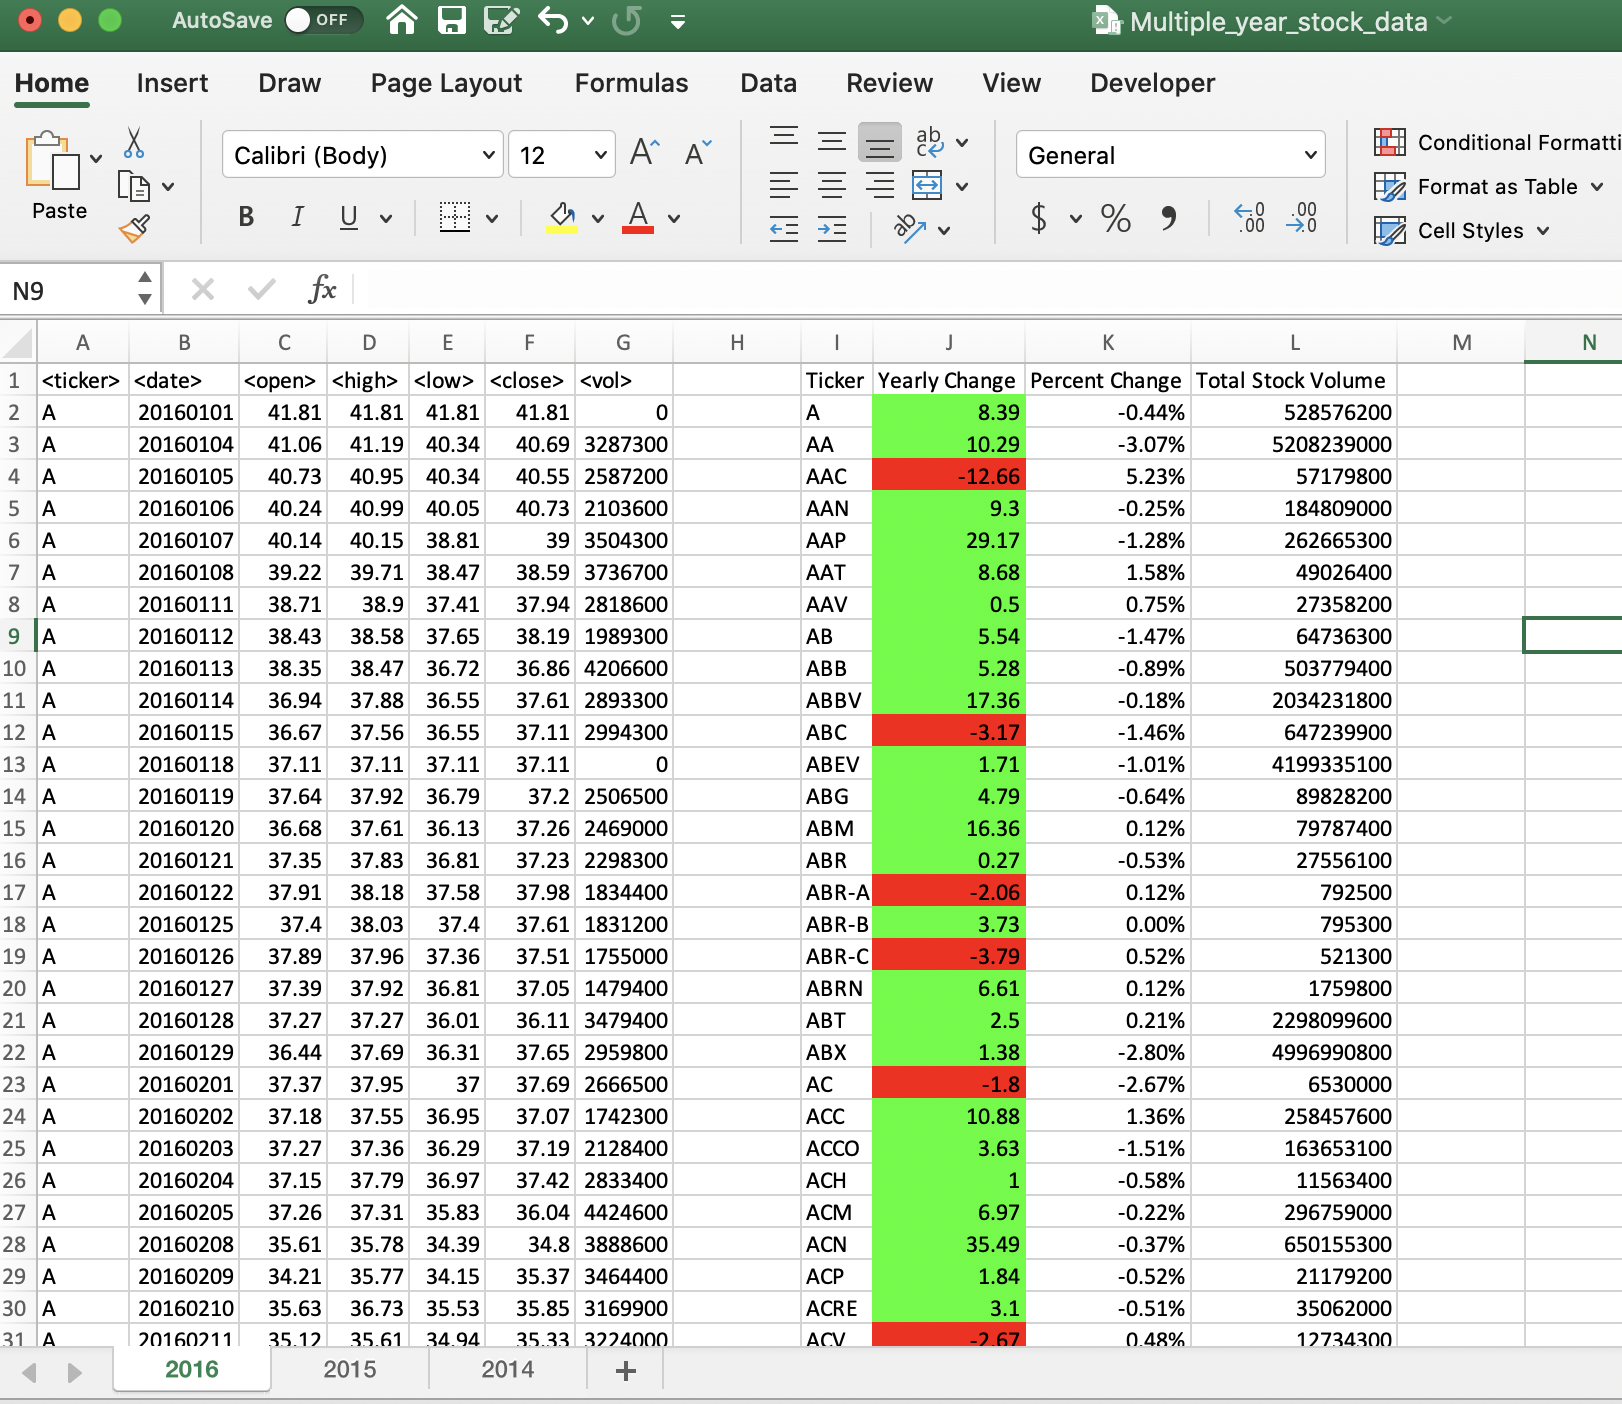 AutoSave OFF Multiple_year_stock_data
Home Insert Draw Page Layout Formulas Data Review View Developer
Paste Calibri (Body) 12 A A ab c General Conditional Formatti
Format as Table
B I U A ab $ % , .0 .00 .00 .0 Cell Styles
N9 fx
A B C D E F G H I J K L M N
1 <ticker> <date> <open> <high> <low> <close> <vol> Ticker Yearly Change Percent Change Total Stock Volume
2 A 20160101 41.81 41.81 41.81 41.81 0 A 8.39 -0.44% 528576200
3 A 20160104 41.06 41.19 40.34 40.69 3287300 AA 10.29 -3.07% 5208239000
4 A 20160105 40.73 40.95 40.34 40.55 2587200 AAC -12.66 5.23% 57179800
5 A 20160106 40.24 40.99 40.05 40.73 2103600 AAN 9.3 -0.25% 184809000
6 A 20160107 40.14 40.15 38.81 39 3504300 AAP 29.17 -1.28% 262665300
7 A 20160108 39.22 39.71 38.47 38.59 3736700 AAT 8.68 1.58% 49026400
8 A 20160111 38.71 38.9 37.41 37.94 2818600 AAV 0.5 0.75% 27358200
9 A 20160112 38.43 38.58 37.65 38.19 1989300 AB 5.54 -1.47% 64736300
10 A 20160113 38.35 38.47 36.72 36.86 4206600 ABB 5.28 -0.89% 503779400
11 A 20160114 36.94 37.88 36.55 37.61 2893300 ABBV 17.36 -0.18% 2034231800
12 A 20160115 36.67 37.56 36.55 37.11 2994300 ABC -3.17 -1.46% 647239900
13 A 20160118 37.11 37.11 37.11 37.11 0 ABEV 1.71 -1.01% 4199335100
14 A 20160119 37.64 37.92 36.79 37.2 2506500 ABG 4.79 -0.64% 89828200
15 A 20160120 36.68 37.61 36.13 37.26 2469000 ABM 16.36 0.12% 79787400
16 A 20160121 37.35 37.83 36.81 37.23 2298300 ABR 0.27 -0.53% 27556100
17 A 20160122 37.91 38.18 37.58 37.98 1834400 ABR-A -2.06 0.12% 792500
18 A 20160125 37.4 38.03 37.4 37.61 1831200 ABR-B 3.73 0.00% 795300
19 A 20160126 37.89 37.96 37.36 37.51 1755000 ABR-C -3.79 0.52% 521300
20 A 20160127 37.39 37.92 36.81 37.05 1479400 ABRN 6.61 0.12% 1759800
21 A 20160128 37.27 37.27 36.01 36.11 3479400 ABT 2.5 0.21% 2298099600
22 A 20160129 36.44 37.69 36.31 37.65 2959800 ABX 1.38 -2.80% 4996990800
23 A 20160201 37.37 37.95 37 37.69 2666500 AC -1.8 -2.67% 6530000
24 A 20160202 37.18 37.55 36.95 37.07 1742300 ACC 10.88 1.36% 258457600
25 A 20160203 37.27 37.36 36.29 37.19 2128400 ACCO 3.63 -1.51% 163653100
26 A 20160204 37.15 37.79 36.97 37.42 2833400 ACH 1 -0.58% 11563400
27 A 20160205 37.26 37.31 35.83 36.04 4424600 ACM 6.97 -0.22% 296759000
28 A 20160208 35.61 35.78 34.39 34.8 3888600 ACN 35.49 -0.37% 650155300
29 A 20160209 34.21 35.77 34.15 35.37 3464400 ACP 1.84 -0.52% 21179200
30 A 20160210 35.63 36.73 35.53 35.85 3169900 ACRE 3.1 -0.51% 35062000
31 A 20160211 35.12 35.61 34.94 35.33 3224000 ACV -2.67 0.48% 12734300
2016 2015 2014 +